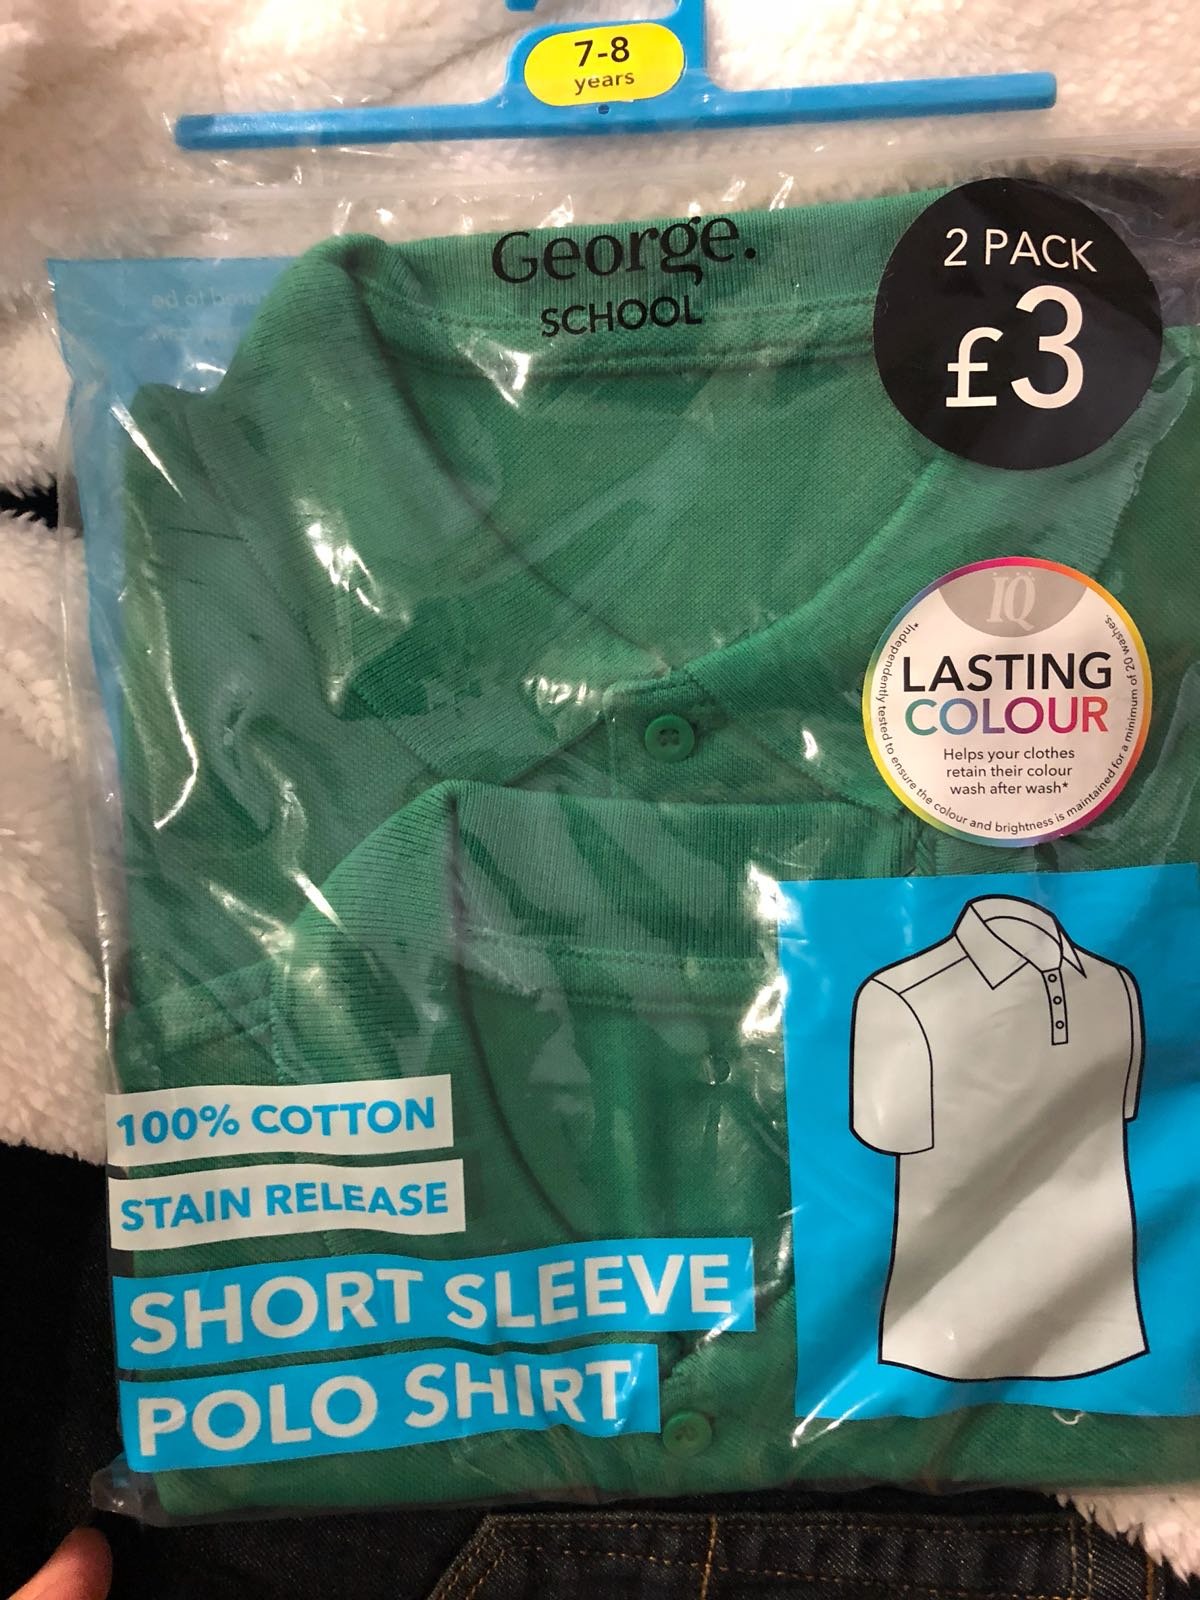 7-8
years
George.
SCHOOL
2 PACK
£3
IQ
LASTING
COLOUR
Helps your clothes
retain their colour
wash after wash*
*Independently tested to ensure the colour and brightness is maintained for a minimum of 20 washes.
100% COTTON
STAIN RELEASE
SHORT SLEEVE
POLO SHIRT